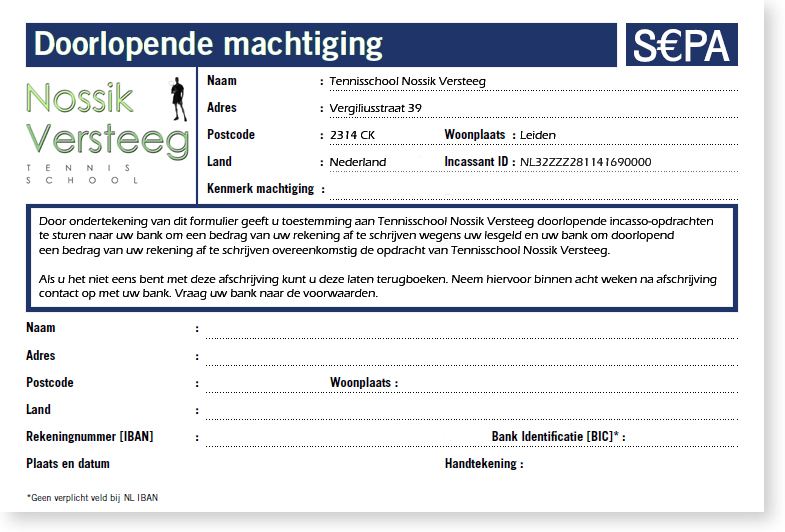 Doorlopende machtiging S€PA
Nossik
Versteeg
TENNIS
SCHOOL
Naam : Tennisschool Nossik Versteeg
Adres : Vergiliusstraat 39
Postcode : 2314 CK Woonplaats : Leiden
Land : Nederland Incassant ID : NL32ZZZ281141690000
Kenmerk machtiging :
Door ondertekening van dit formulier geeft u toestemming aan Tennisschool Nossik Versteeg doorlopende incasso-opdrachten
te sturen naar uw bank om een bedrag van uw rekening af te schrijven wegens uw lesgeld en uw bank om doorlopend
een bedrag van uw rekening af te schrijven overeenkomstig de opdracht van Tennisschool Nossik Versteeg.
Als u het niet eens bent met deze afschrijving kunt u deze laten terugboeken. Neem hiervoor binnen acht weken na afschrijving
contact op met uw bank. Vraag uw bank naar de voorwaarden.
Naam :
Adres :
Postcode : Woonplaats :
Land :
Rekeningnummer [IBAN] : Bank Identificatie [BIC]* :
Plaats en datum Handtekening :
*Geen verplicht veld bij NL IBAN